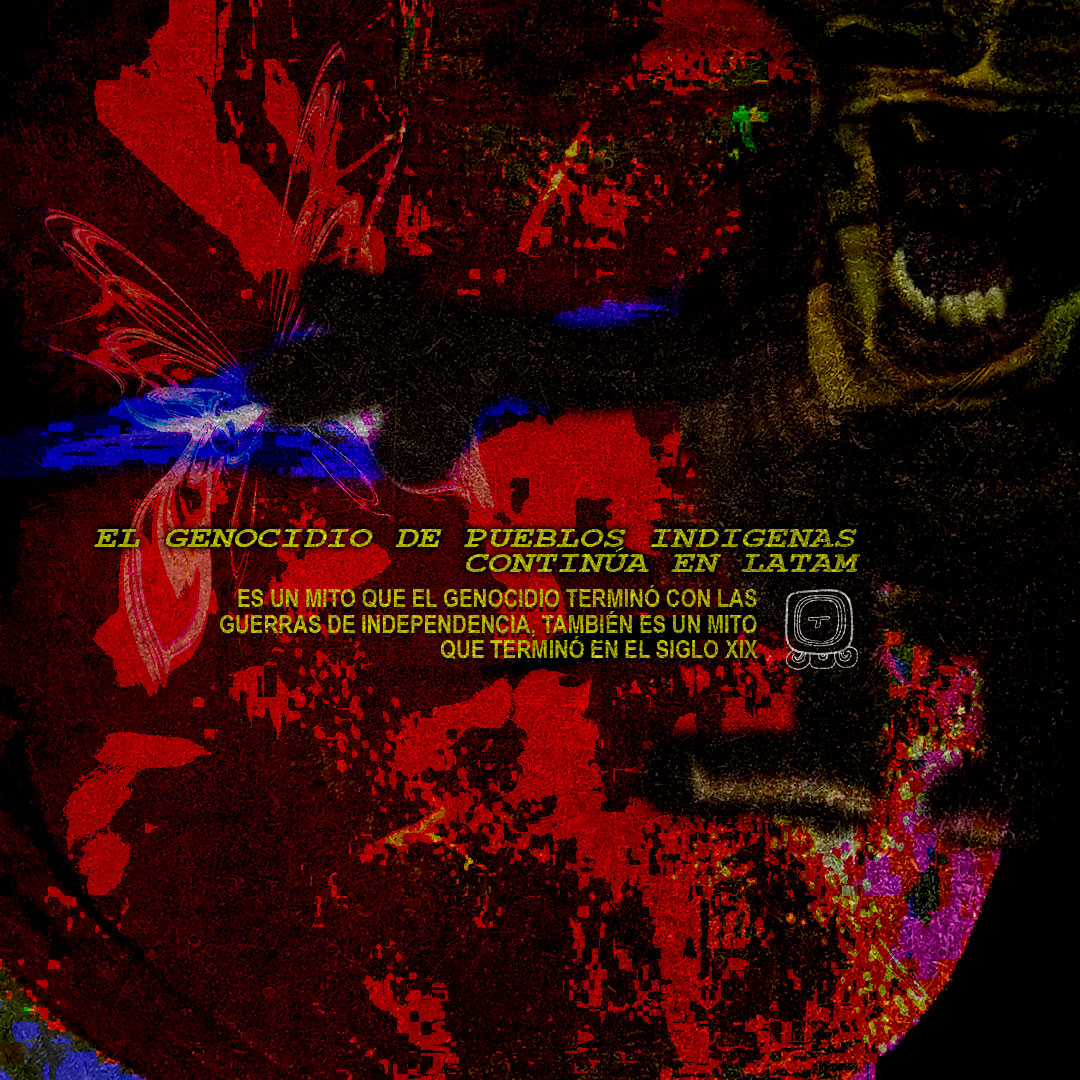 EL GENOCIDIO DE PUEBLOS INDIGENAS
CONTINÚA EN LATAM
ES UN MITO QUE EL GENOCIDIO TERMINÓ CON LAS
GUERRAS DE INDEPENDENCIA, TAMBIÉN ES UN MITO
QUE TERMINÓ EN EL SIGLO XIX